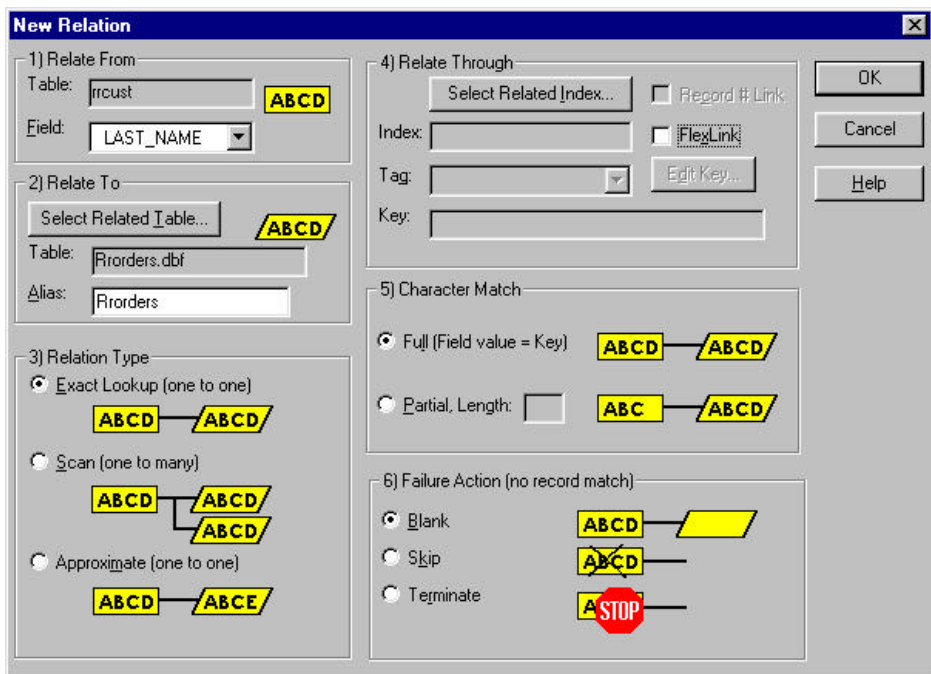 New Relation
1) Relate From
Table: rrcust
ABCD
Field: LAST_NAME
2) Relate To
Select Related Table...
ABCD
Table: Rrorders.dbf
Alias: Rrorders
3) Relation Type
Exact Lookup (one to one)
ABCD ABCD
Scan (one to many)
ABCD ABCD
ABCD
Approximate (one to one)
ABCD ABCE
4) Relate Through
Select Related Index...
Record # Link
Index:
FlexLink
Tag:
Edit Key...
Key:
5) Character Match
Full (Field value = Key)
ABCD ABCD
Partial, Length:
ABC ABCD
6) Failure Action (no record match)
Blank
ABCD
Skip
ABCD
Terminate
A STOP
OK
Cancel
Help